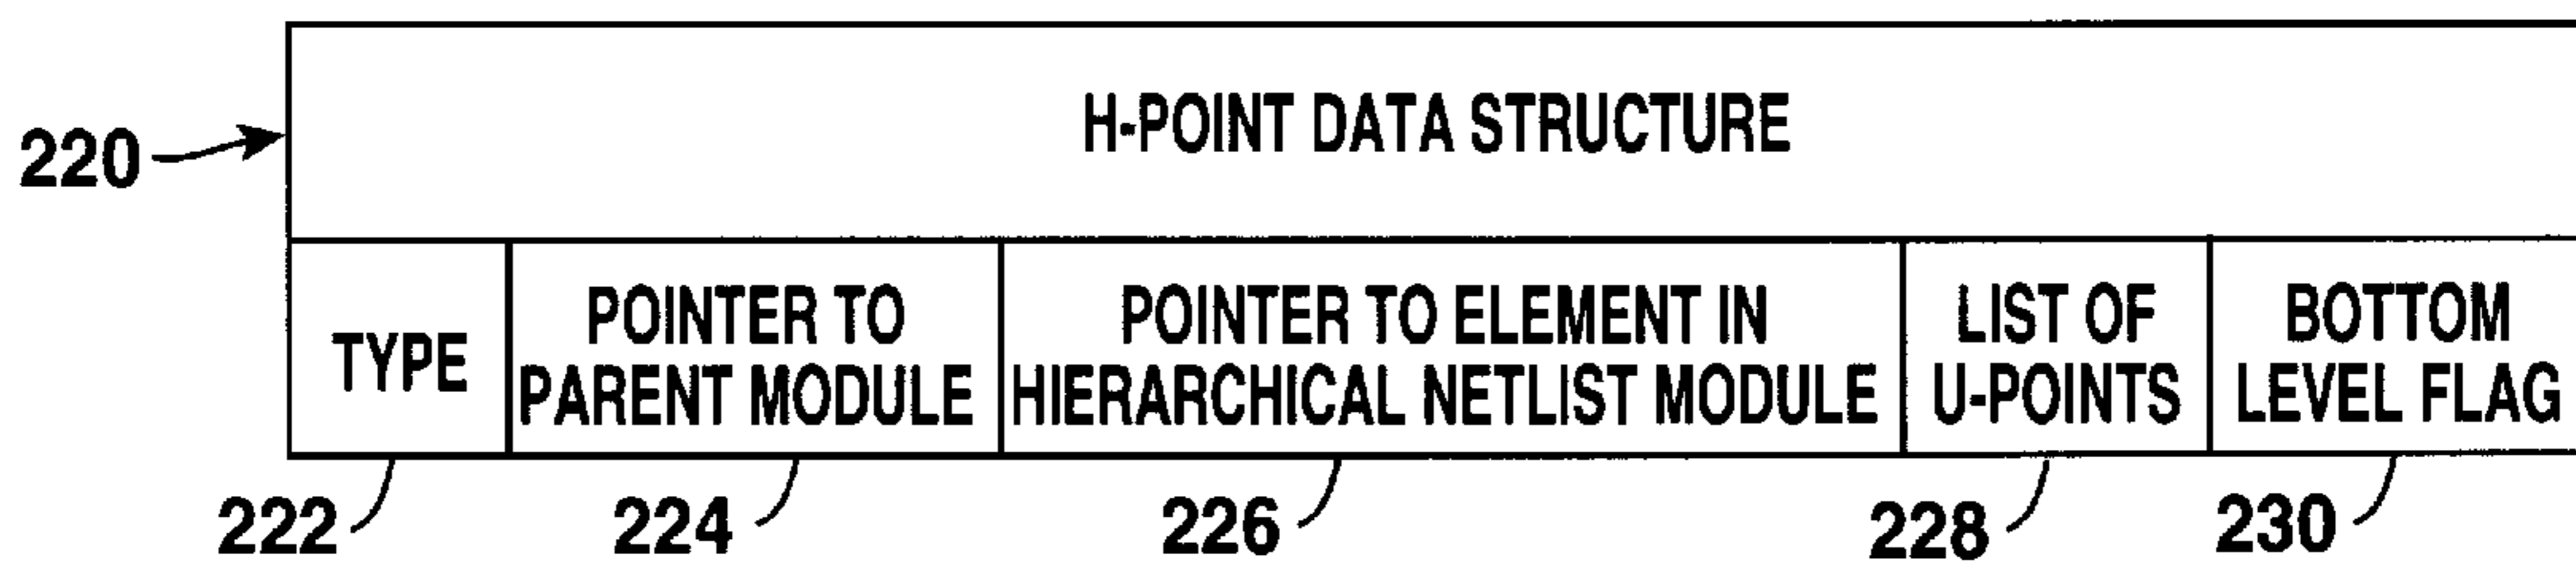 H-POINT DATA STRUCTURE
220
TYPE
POINTER TO
PARENT MODULE
POINTER TO ELEMENT IN
HIERARCHICAL NETLIST MODULE
LIST OF
U-POINTS
BOTTOM
LEVEL FLAG
222
224
226
228
230